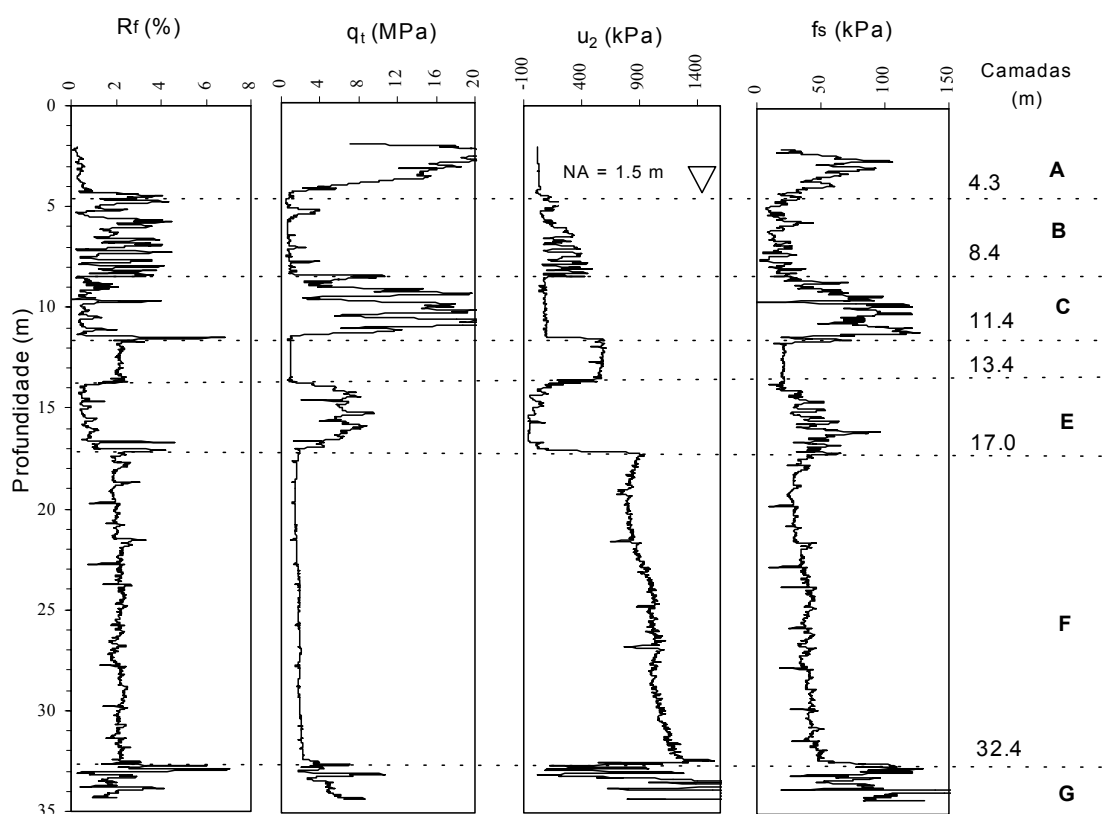 Rf (%)
qt (MPa)
u2 (kPa)
fs (kPa)
Camadas
(m)
0 2 4 6 8
0 4 8 12 16 20
-100 400 900 1400
0 50 100 150
Profundidade (m)
0
5
10
15
20
25
30
35
NA = 1.5 m
A
4.3
B
8.4
C
11.4
13.4
E
17.0
F
32.4
G